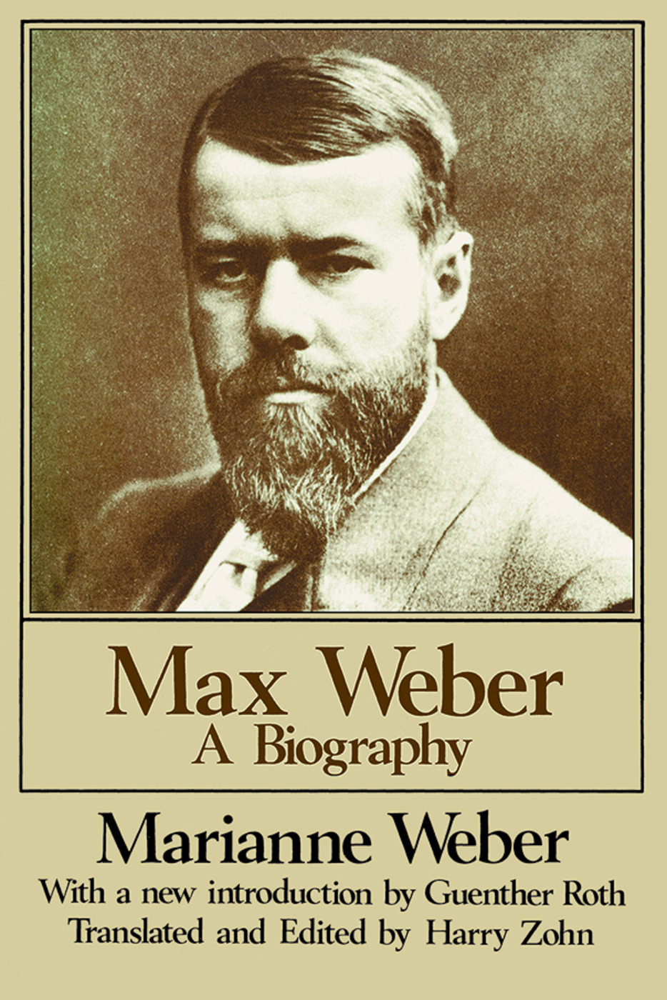 Max Weber
A Biography
Marianne Weber
With a new introduction by Guenther Roth
Translated and Edited by Harry Zohn